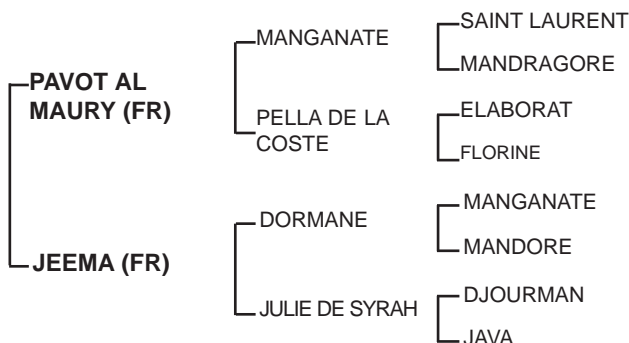 SAINT LAURENT
MANGANATE
MANDRAGORE
PAVOT AL
MAURY (FR)
ELABORAT
PELLA DE LA
COSTE
FLORINE
MANGANATE
DORMANE
MANDORE
JEEMA (FR)
DJOURMAN
JULIE DE SYRAH
JAVA